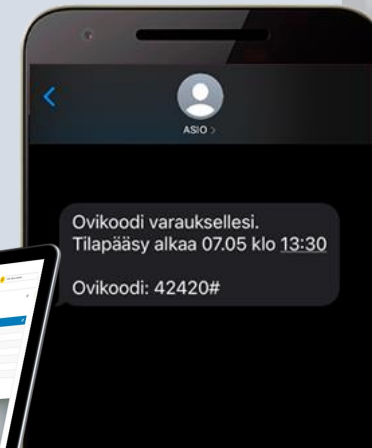 ASIO >
Ovikoodi varauksellesi.
Tilapääsy alkaa 07.05 klo 13:30
Ovikoodi: 42420#